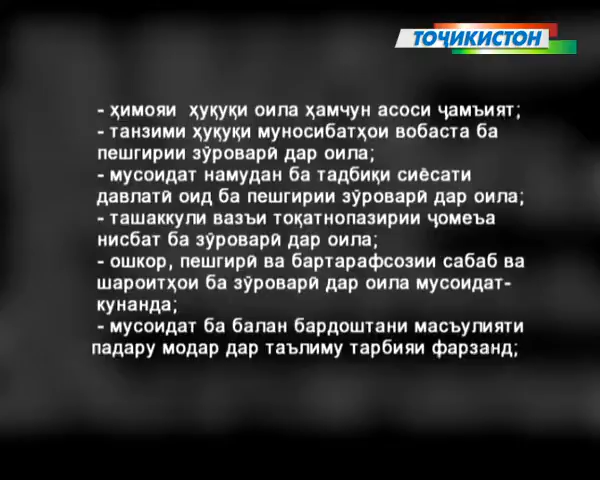 ТОҶИКИСТОН
- ҳимояи ҳуқуқи оила ҳамчун асоси ҷамъият;
- танзими ҳуқуқи муносибатҳои вобаста ба
пешгирии зӯроварӣ дар оила;
- мусоидат намудан ба тадбиқи сиёсати
давлатӣ оид ба пешгирии зӯроварӣ дар оила;
- ташаккули вазъи тоқатнопазирии ҷомеъа
нисбат ба зӯроварӣ дар оила;
- ошкор, пешгирӣ ва бартарафсозии сабаб ва
шароитҳои ба зӯроварӣ дар оила мусоидат-
кунанда;
- мусоидат ба балан бардоштани масъулияти
падару модар дар таълиму тарбияи фарзанд;